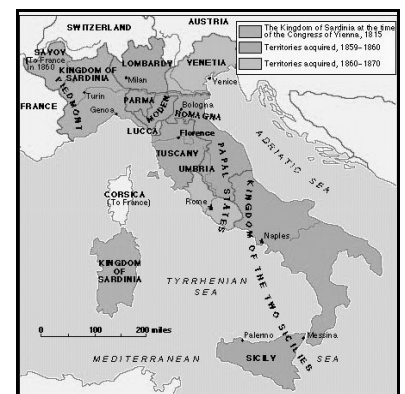 SWITZERLAND
AUSTRIA
The Kingdom of Sardinia at the time
of the Congress of Vienna, 1815
Territories acquired, 1859–1860
Territories acquired, 1860–1870
SAVOY
(To France
in 1860
KINGDOM OF
SARDINIA
LOMBARDY
VENETIA
Milan
Venice
PIEDMONT
Turin
PARMA
MODEN
Bologna
ROMAGNA
FRANCE
Genoa
LUCCA
Florence
TUSCANY
UMBRIA
PAPAL STATES
ADRIATIC SEA
CORSICA
(To France)
Rome
KINGDOM OF THE TWO SICILIES
Naples
KINGDOM
OF
SARDINIA
TYRRHENIAN
SEA
0 100 200 miles
Palermo
Messina
MEDITERRANEAN SEA
SICILY